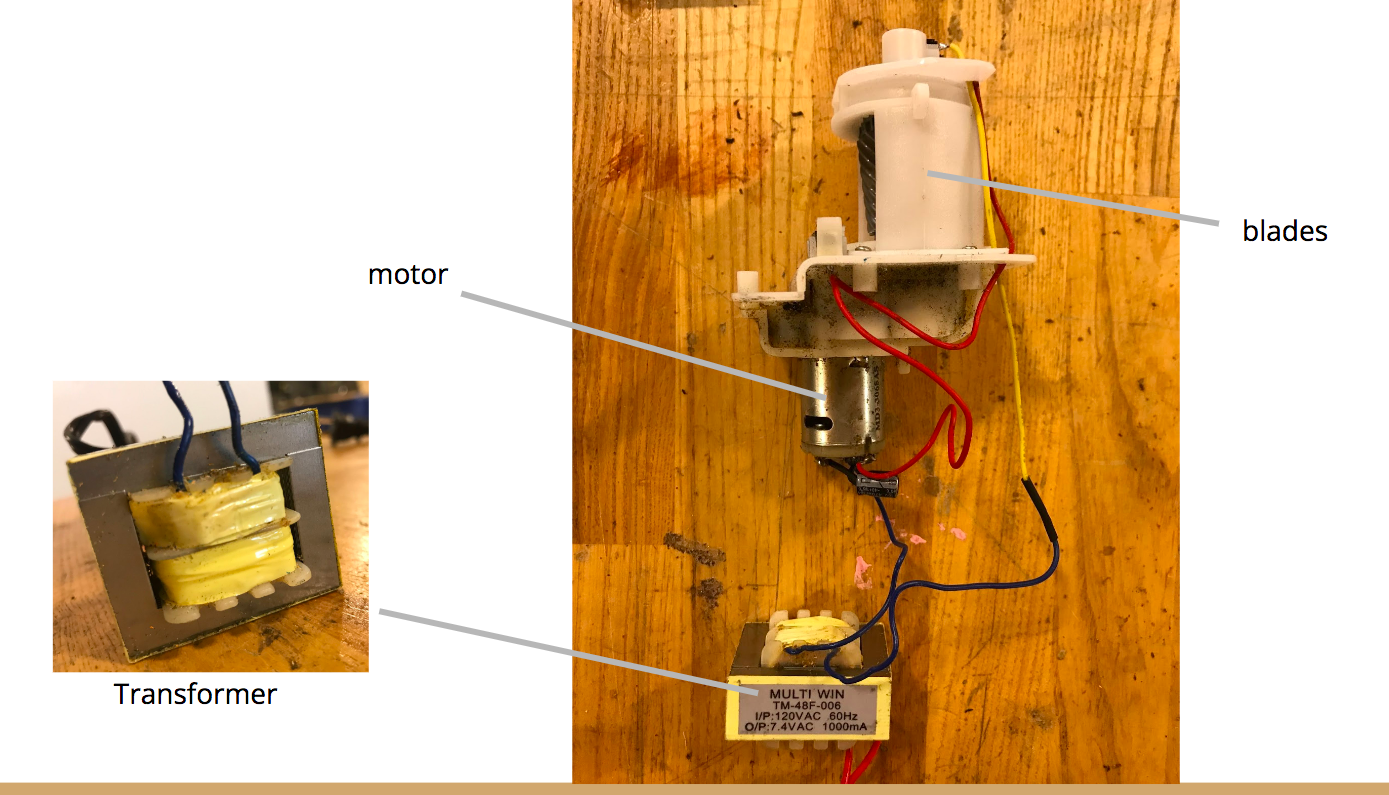 blades
motor
Transformer
MULTI WIN
TM-48F-006
I/P:120VAC .60Hz
O/P:7.4VAC 1000mA